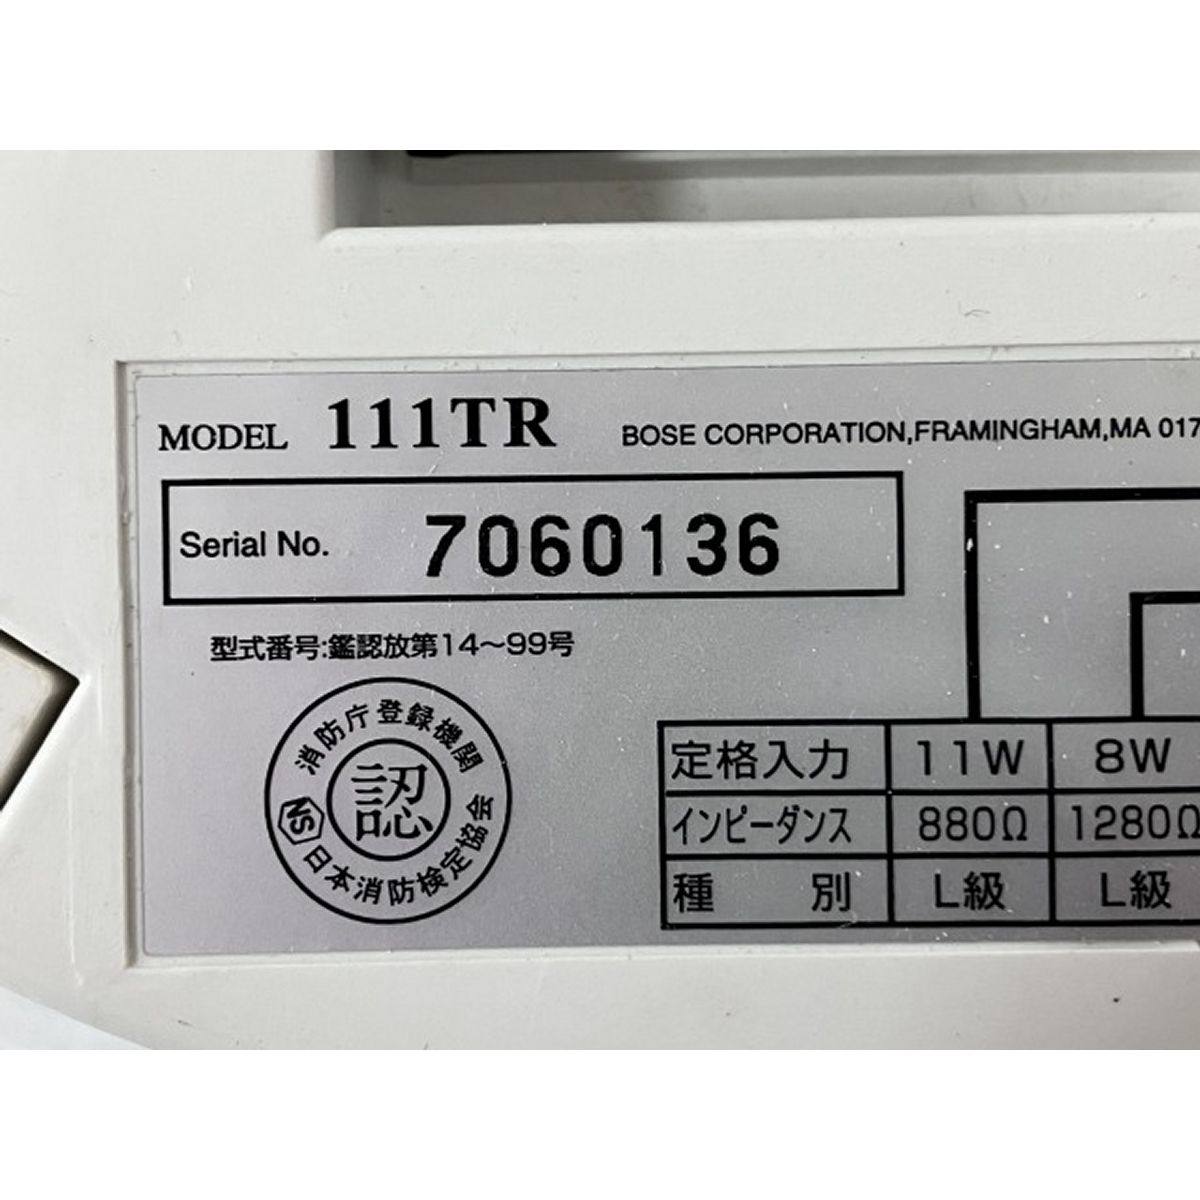 MODEL 111TR BOSE CORPORATION,FRAMINGHAM,MA 017
Serial No. 7060136
型式番号:鑑認放第14～99号
消防庁登録機関
認
NS
日本消防検定協会
定格入力 11W 8W
インピーダンス 880Ω 1280Ω
種別 L級 L級